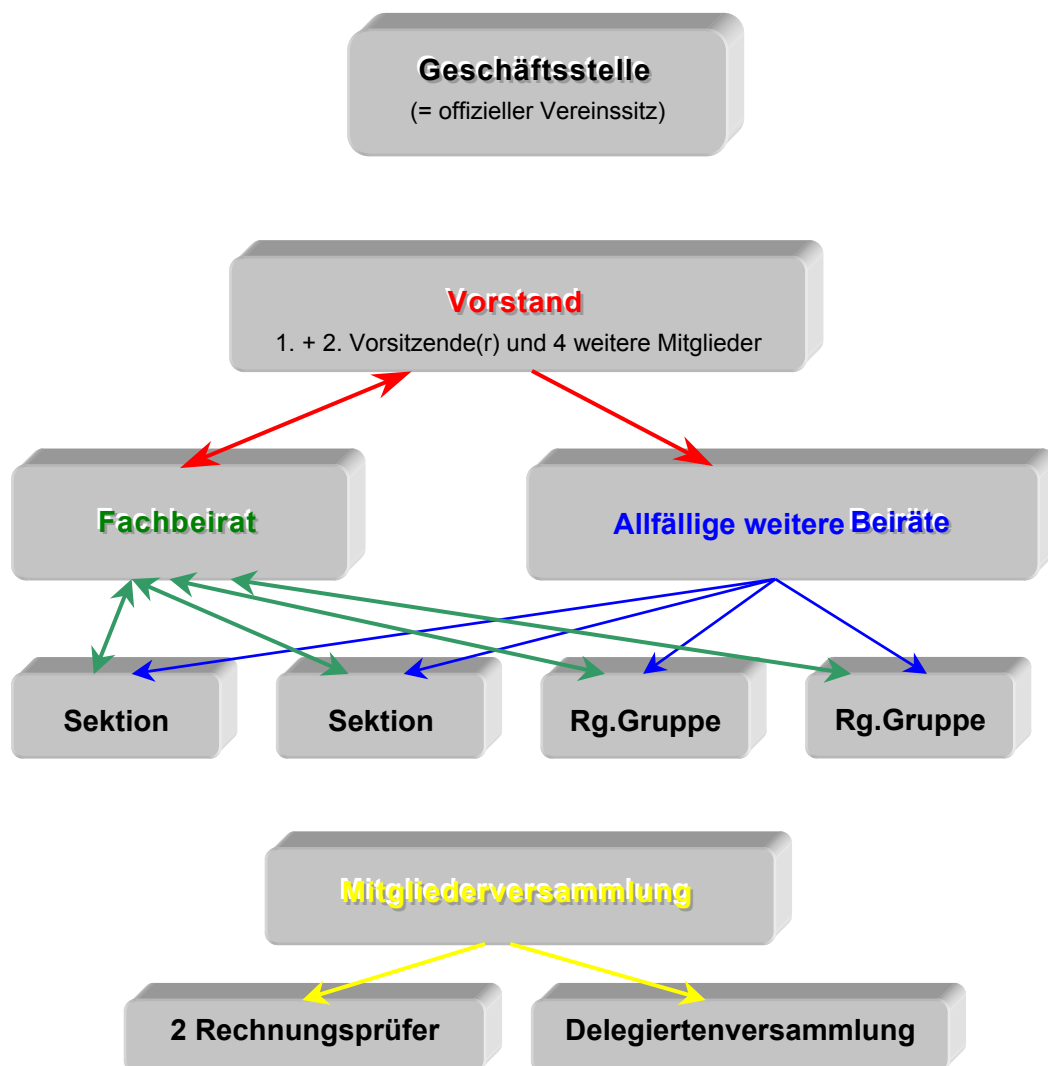 Geschäftsstelle
(= offizieller Vereinssitz)
Vorstand
1. + 2. Vorsitzende(r) und 4 weitere Mitglieder
Fachbeirat
Allfällige weitere Beiräte
Sektion
Sektion
Rg.Gruppe
Rg.Gruppe
Mitgliederversammlung
2 Rechnungsprüfer
Delegiertenversammlung